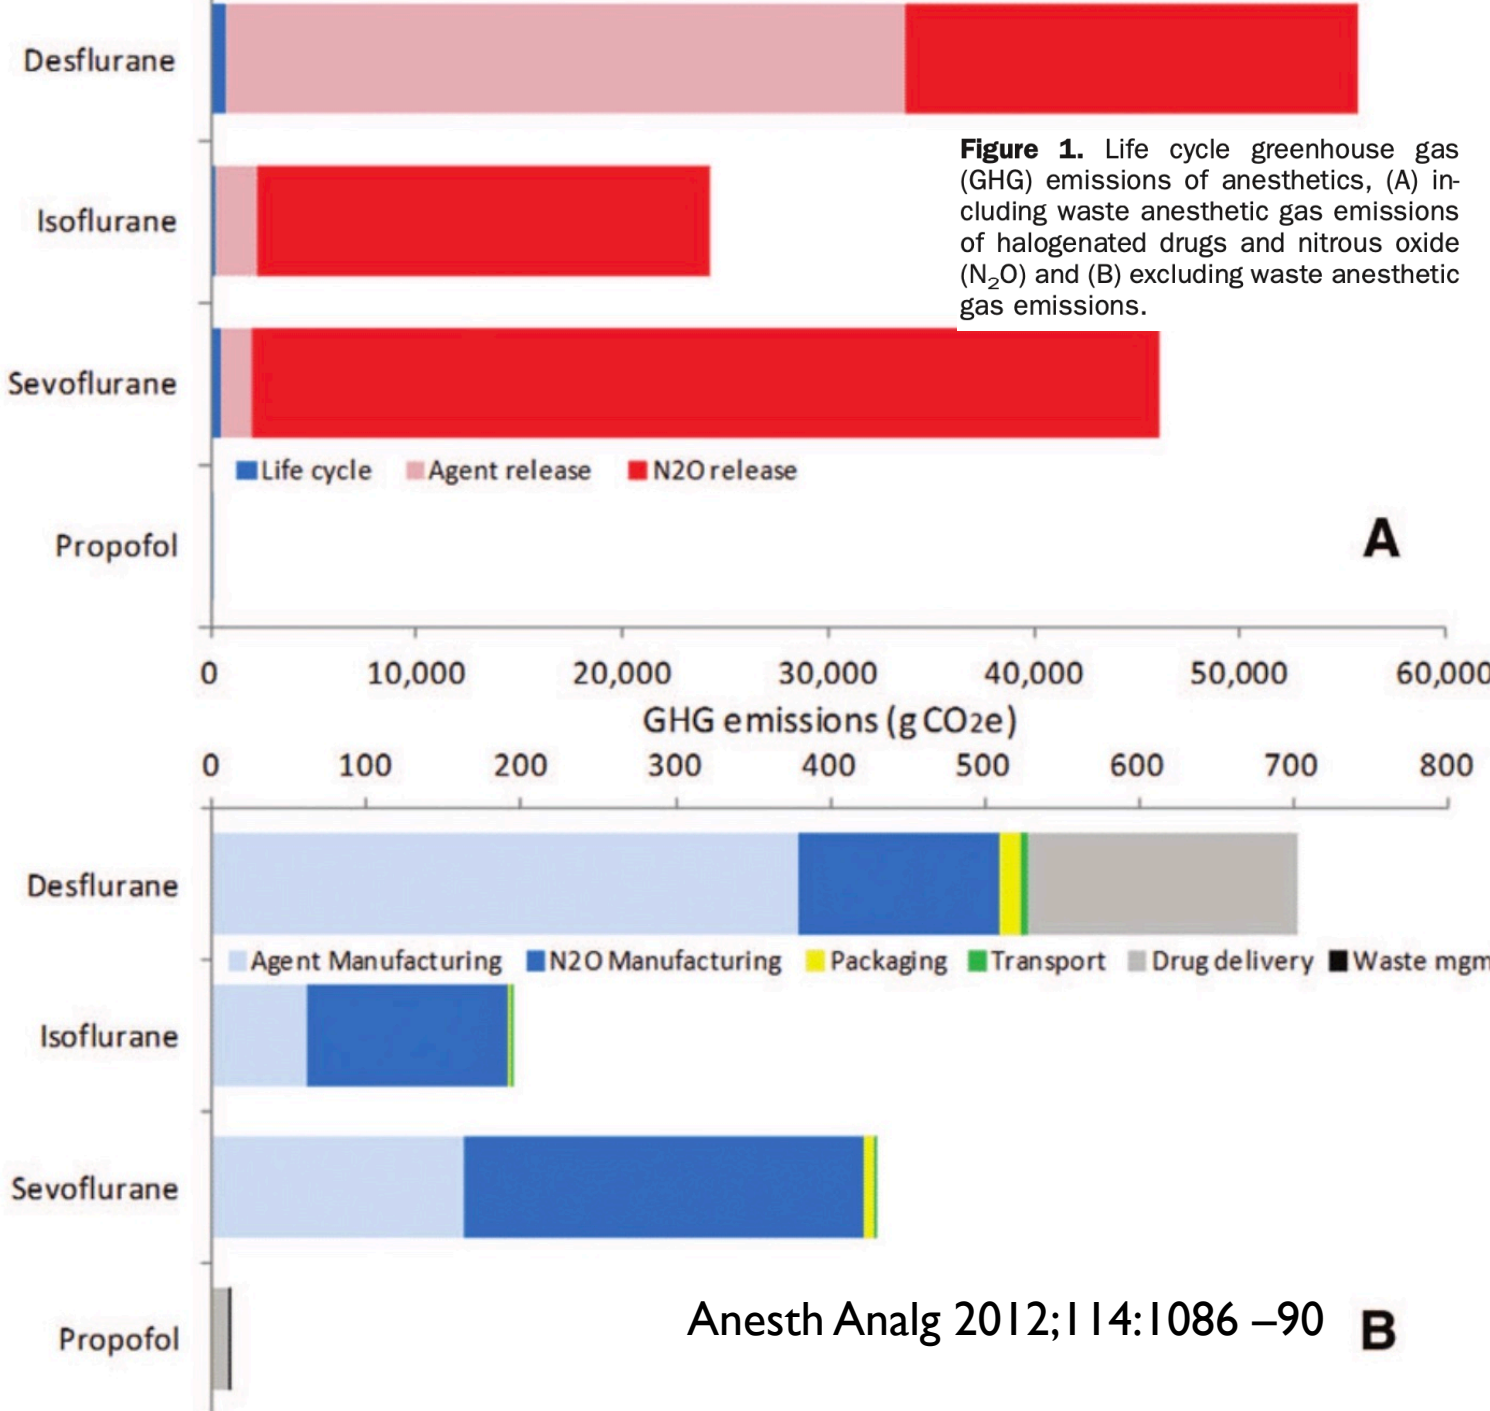 Desflurane
Figure 1. Life cycle greenhouse gas
(GHG) emissions of anesthetics, (A) in-
cluding waste anesthetic gas emissions
of halogenated drugs and nitrous oxide
(N₂O) and (B) excluding waste anesthetic
gas emissions.
Isoflurane
Sevoflurane
Life cycle Agent release N2O release
Propofol
A
0 10,000 20,000 30,000 40,000 50,000 60,000
GHG emissions (g CO2e)
0 100 200 300 400 500 600 700 800
Desflurane
Agent Manufacturing N2O Manufacturing Packaging Transport Drug delivery Waste mgm
Isoflurane
Sevoflurane
Anesth Analg 2012;114:1086 –90
B
Propofol